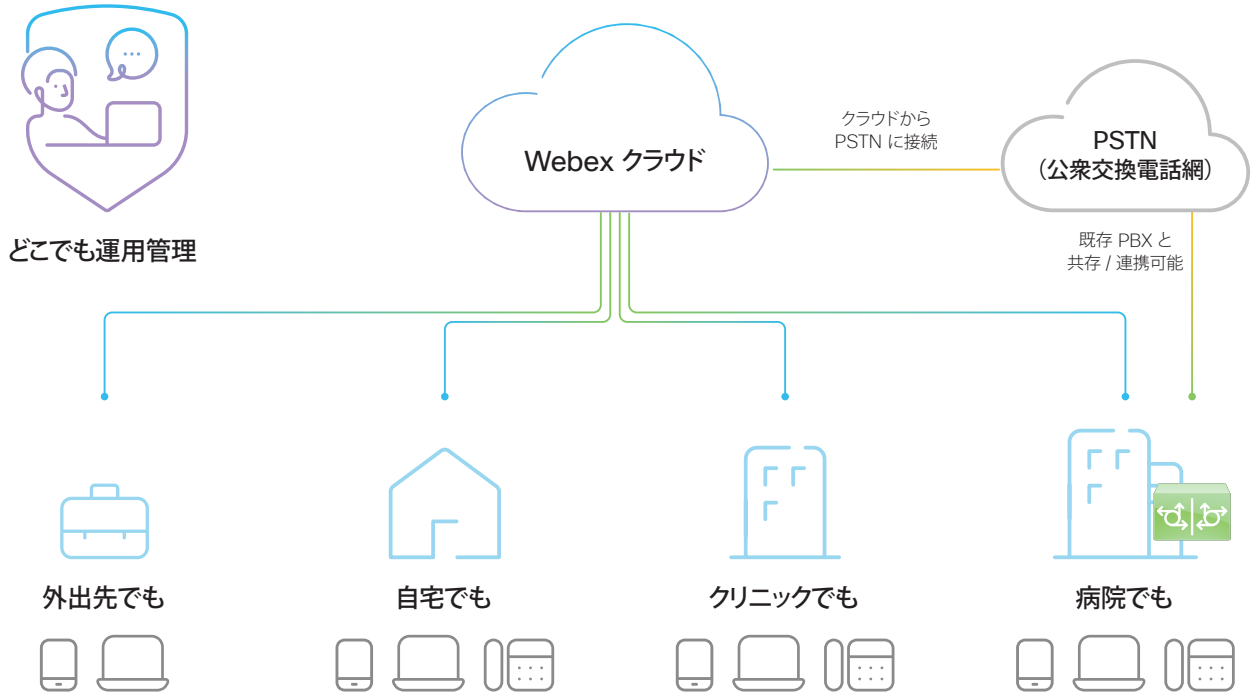 どこでも運用管理
Webex クラウド
クラウドから
PSTN に接続
PSTN
（公衆交換電話網）
既存 PBX と
共存 / 連携可能
外出先でも
自宅でも
クリニックでも
病院でも